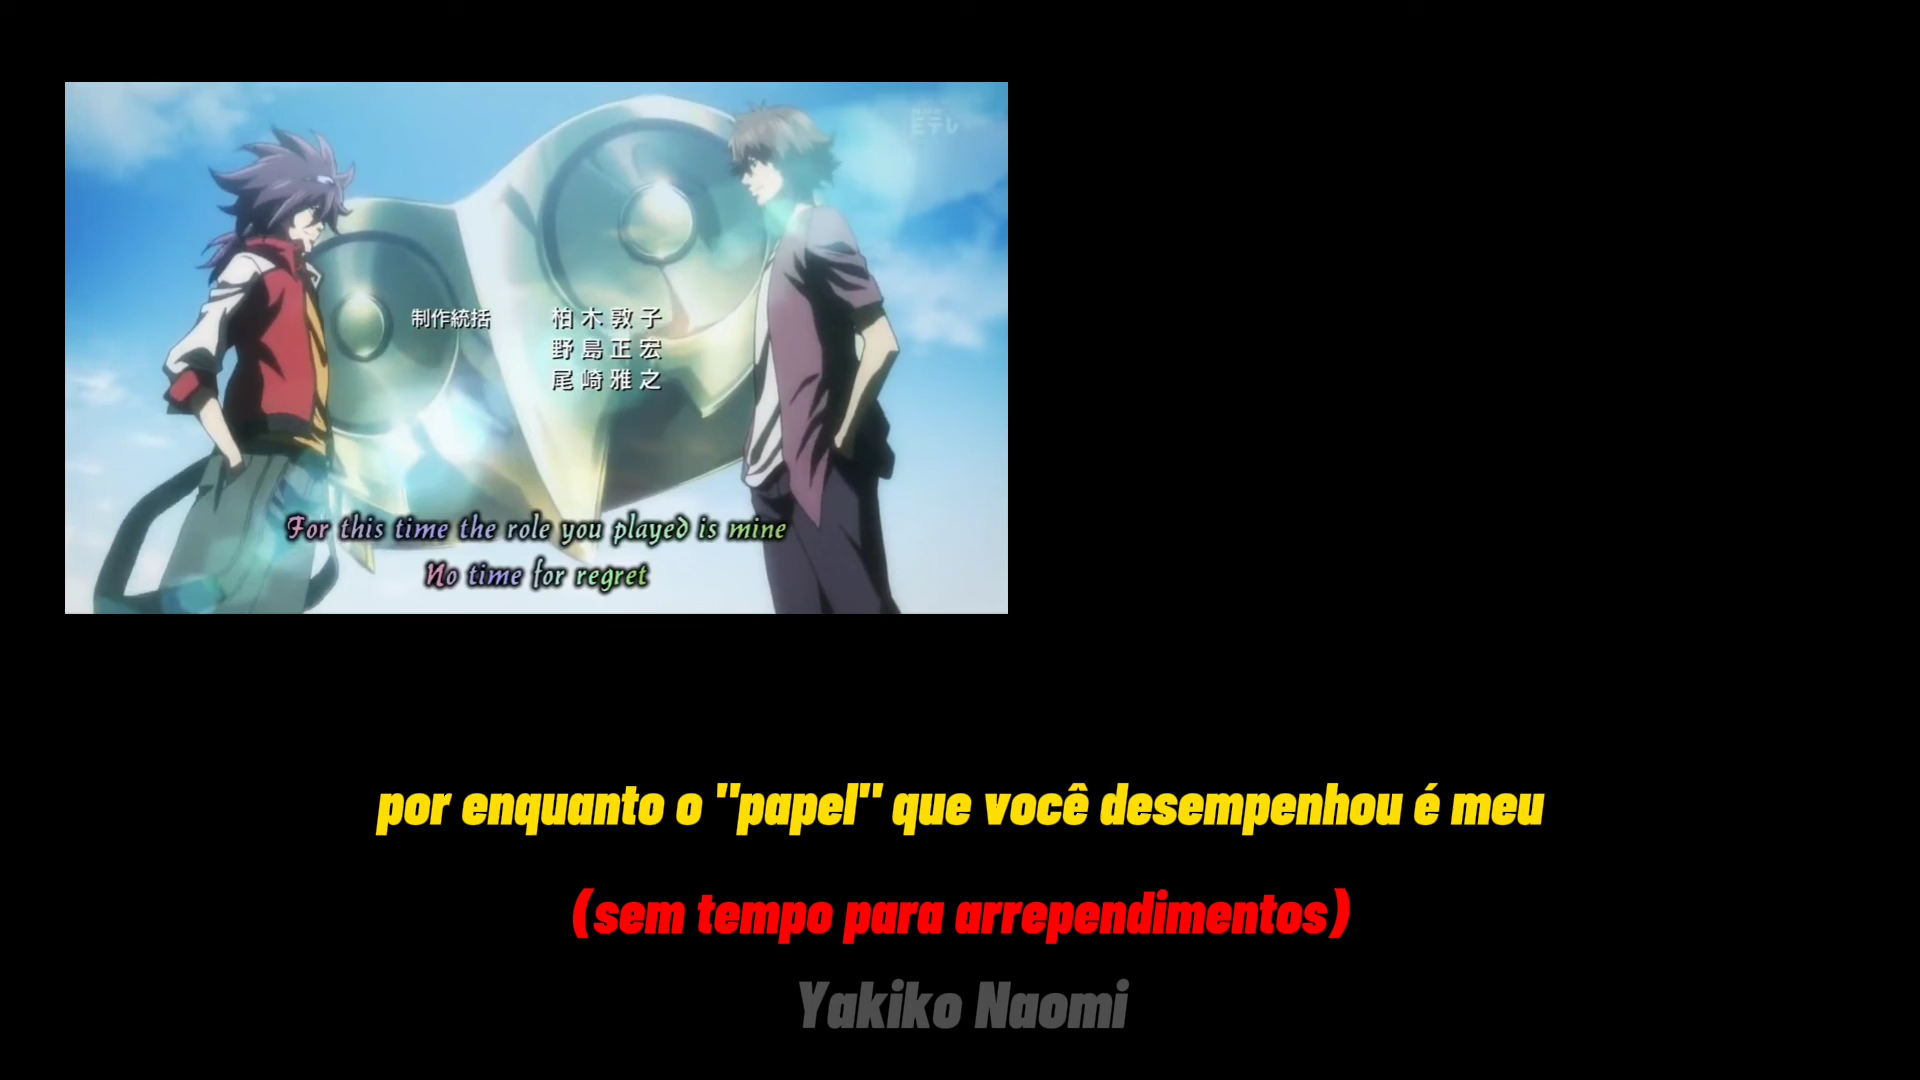 制作統括 柏木敦子
野島正宏
尾崎雅之
For this time the role you played is mine
No time for regret
por enquanto o "papel" que você desempenhou é meu
(sem tempo para arrependimentos)
Yakiko Naomi